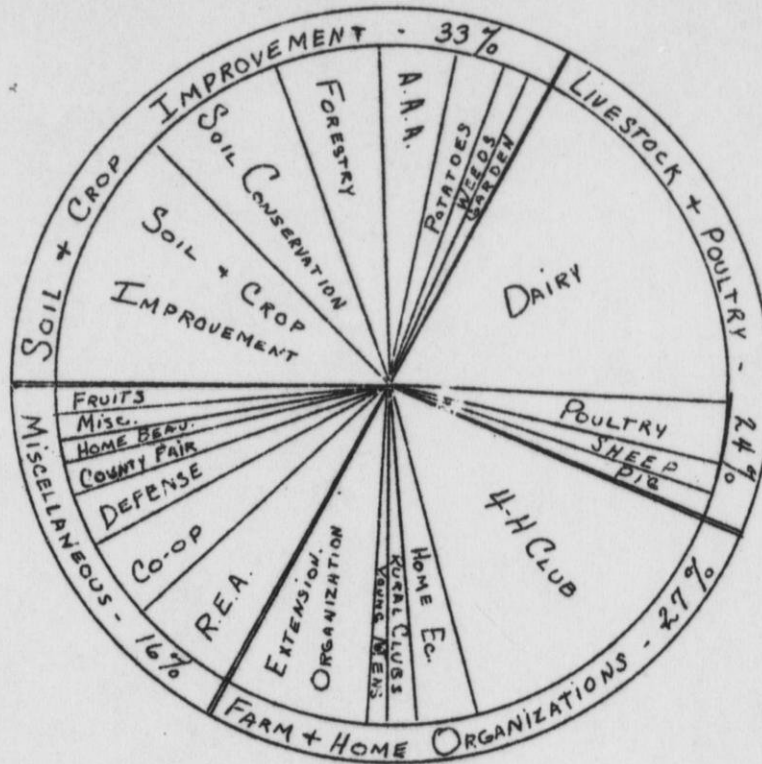 SOIL + CROP IMPROVEMENT - 33%
SOIL + CROP
IMPROVEMENT
SOIL CONSERVATION
FORESTRY
A.A.A.
POTATOES
WEEDS
GARDEN
LIVESTOCK + POULTRY - 24%
DAIRY
POULTRY
SHEEP
PIG
FARM + HOME ORGANIZATIONS - 27%
4-H CLUB
HOME EC.
RURAL CLUBS
YOUNG MENS
EXTENSION.
ORGANIZATION
MISCELLANEOUS - 16%
R.E.A.
CO-OP
DEFENSE
COUNTY FAIR
HOME BEAU.
MISC.
FRUITS